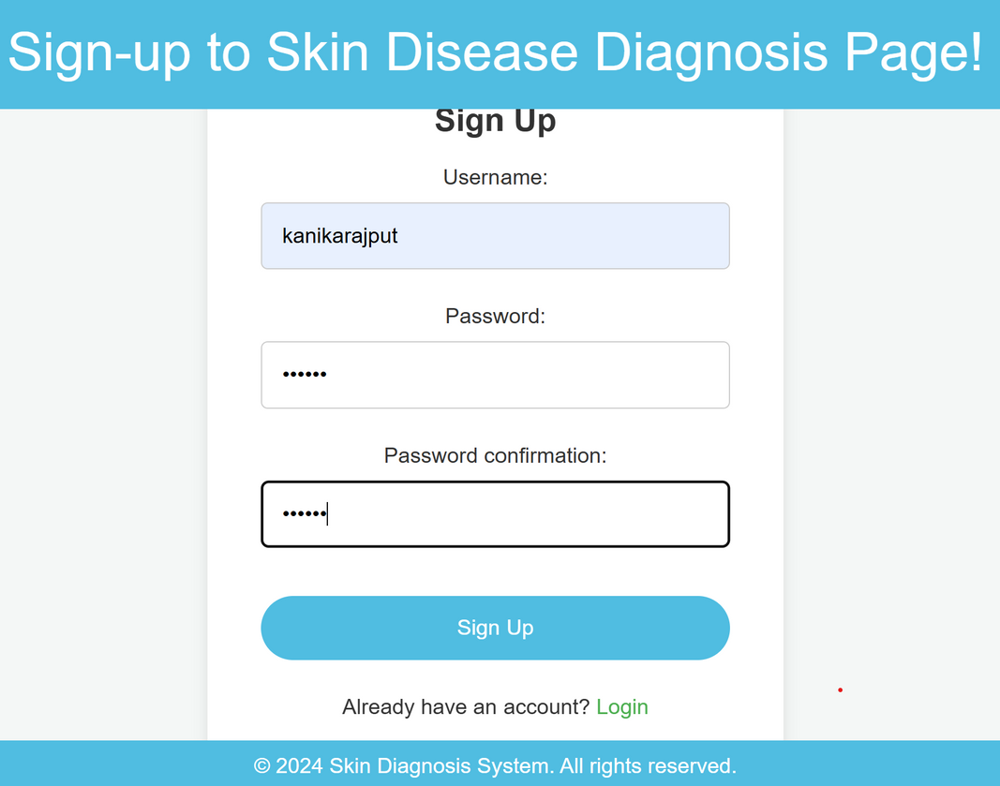 Sign-up to Skin Disease Diagnosis Page!
Sign Up
Username:
kanikarajput
Password:
••••••
Password confirmation:
••••••
Sign Up
Already have an account? Login
© 2024 Skin Diagnosis System. All rights reserved.